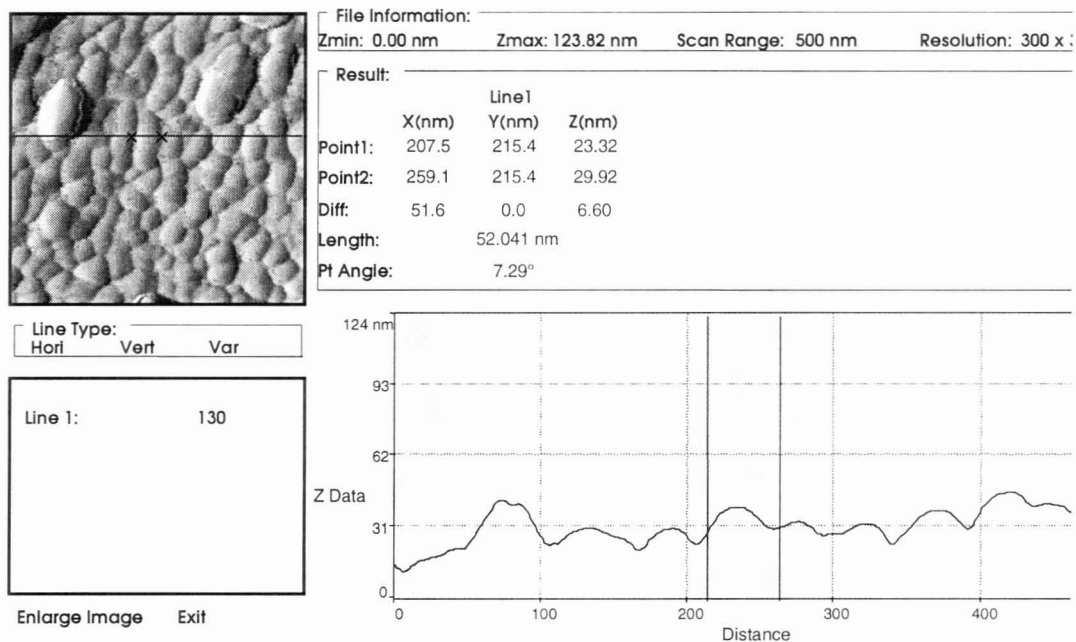 File Information:
Zmin: 0.00 nm Zmax: 123.82 nm Scan Range: 500 nm Resolution: 300 x
Result:
Line1
X(nm) Y(nm) Z(nm)
Point1: 207.5 215.4 23.32
Point2: 259.1 215.4 29.92
Diff: 51.6 0.0 6.60
Length: 52.041 nm
Pt Angle: 7.29°
Line Type:
Hori Vert Var
Line 1: 130
Enlarge Image Exit
124 nm
93
62
Z Data
31
0
0 100 200 300 400
Distance